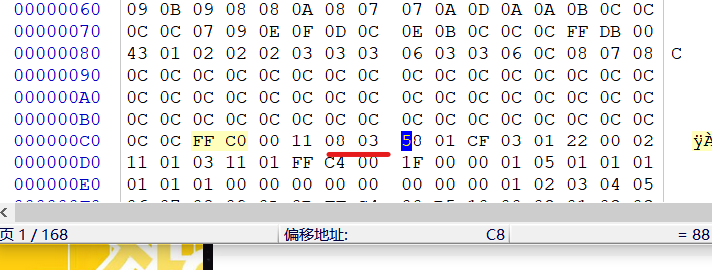 00000060 09 0B 09 08 08 0A 08 07 07 0A 0D 0A 0A 0B 0C 0C
00000070 0C 0C 07 09 0E 0F 0D 0C 0E 0B 0C 0C 0C FF DB 00
00000080 43 01 02 02 02 03 03 03 06 03 03 06 0C 08 07 08 C
00000090 0C 0C 0C 0C 0C 0C 0C 0C 0C 0C 0C 0C 0C 0C 0C 0C
000000A0 0C 0C 0C 0C 0C 0C 0C 0C 0C 0C 0C 0C 0C 0C 0C 0C
000000B0 0C 0C 0C 0C 0C 0C 0C 0C 0C 0C 0C 0C 0C 0C 0C 0C
000000C0 0C 0C FF C0 00 11 08 03 58 01 CF 03 01 22 00 02 ÿÀ
000000D0 11 01 03 11 01 FF C4 00 1F 00 00 01 05 01 01 01
000000E0 01 01 01 00 00 00 00 00 00 00 00 01 02 03 04 05
页 1 / 168 偏移地址: C8 = 88